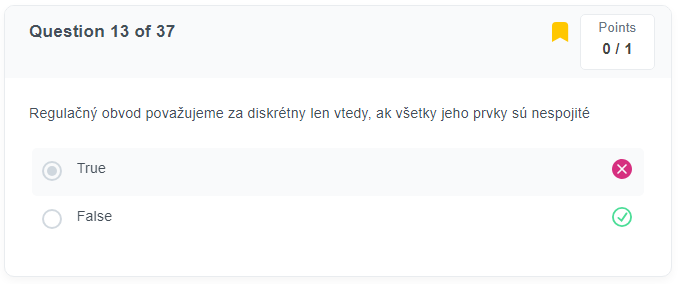 Question 13 of 37
Points
0 / 1
Regulačný obvod považujeme za diskrétny len vtedy, ak všetky jeho prvky sú nespojité
True
False